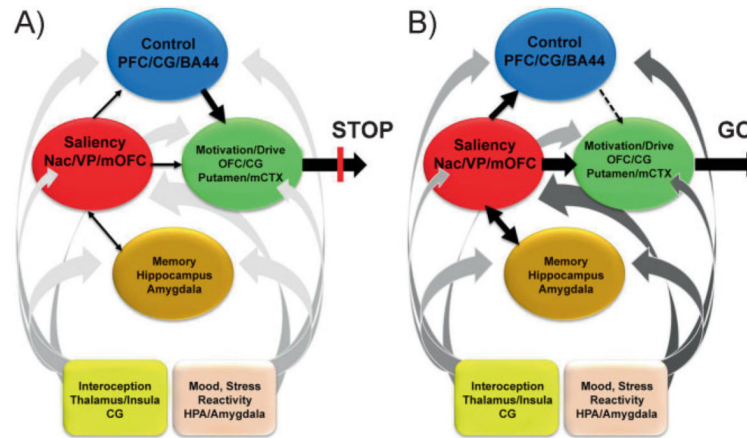 A)
Control
PFC/CG/BA44
Saliency
Nac/VP/mOFC
Motivation/Drive
OFC/CG
Putamen/mCTX
STOP
Memory
Hippocampus
Amygdala
Interoception
Thalamus/Insula
CG
Mood, Stress
Reactivity
HPA/Amygdala
B)
Control
PFC/CG/BA44
Saliency
Nac/VP/mOFC
Motivation/Drive
OFC/CG
Putamen/mCTX
GO
Memory
Hippocampus
Amygdala
Interoception
Thalamus/Insula
CG
Mood, Stress
Reactivity
HPA/Amygdala